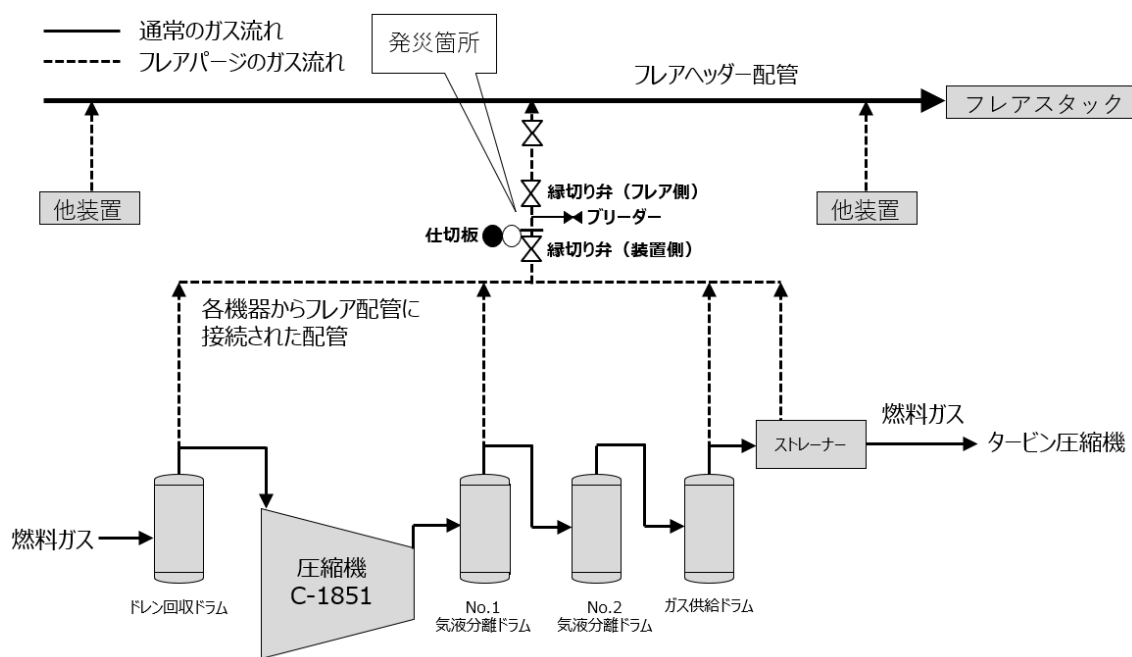 通常のガス流れ
フレアパージのガス流れ
発災箇所
フレアヘッダー配管
フレアスタック
他装置
他装置
縁切り弁（フレア側）
ブリーダー
仕切板
縁切り弁（装置側）
各機器からフレア配管に
接続された配管
燃料ガス
タービン圧縮機
ストレーナー
燃料ガス
圧縮機
C-1851
ドレン回収ドラム
No.1
気液分離ドラム
No.2
気液分離ドラム
ガス供給ドラム